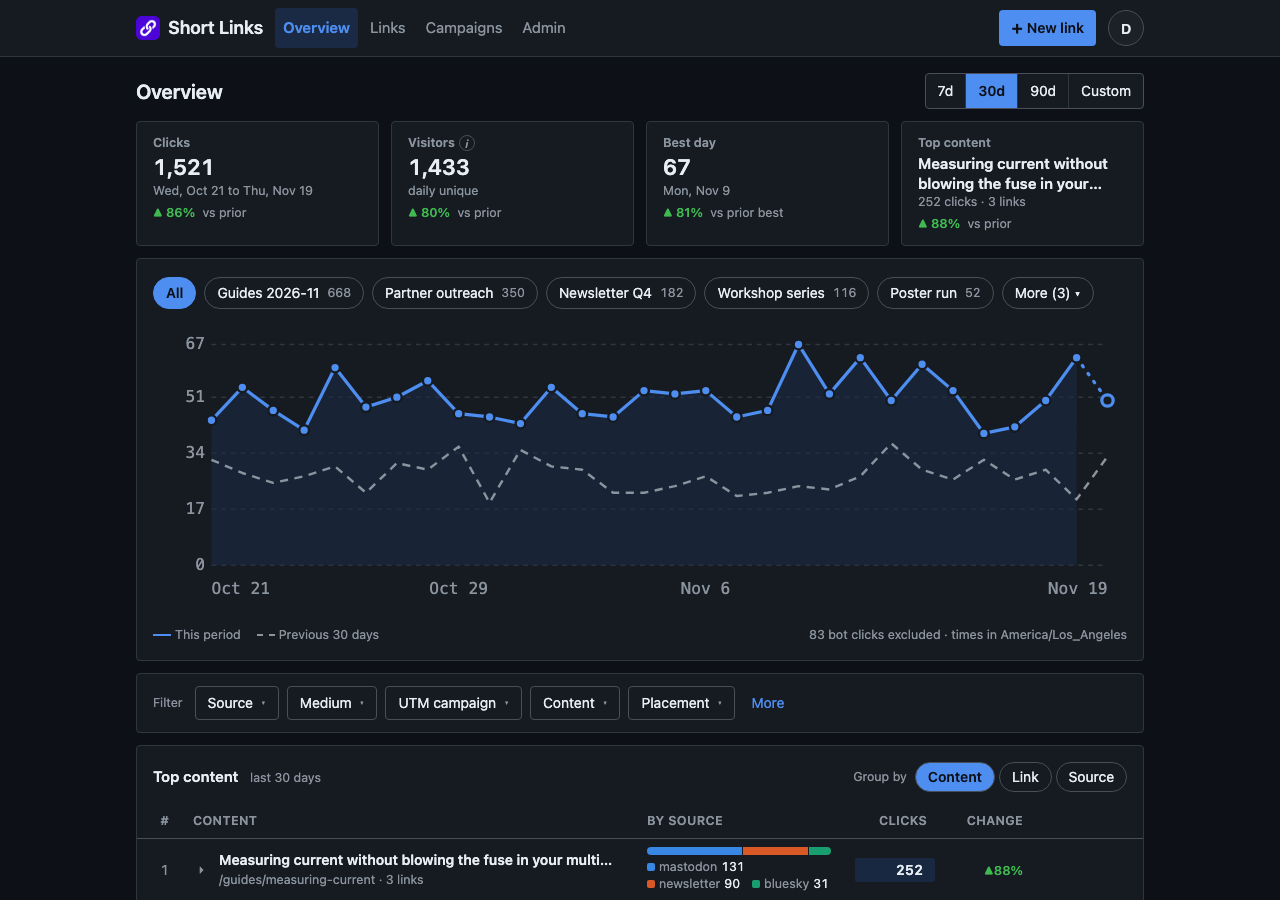 Short Links
Overview
Links
Campaigns
Admin
+ New link
D
Overview
7d
30d
90d
Custom
Clicks
1,521
Wed, Oct 21 to Thu, Nov 19
▲ 86% vs prior
Visitors i
1,433
daily unique
▲ 80% vs prior
Best day
67
Mon, Nov 9
▲ 81% vs prior best
Top content
Measuring current without
blowing the fuse in your...
252 clicks · 3 links
▲ 88% vs prior
All
Guides 2026-11 668
Partner outreach 350
Newsletter Q4 182
Workshop series 116
Poster run 52
More (3) ▾
67
51
34
17
0
Oct 21
Oct 29
Nov 6
Nov 19
This period
Previous 30 days
83 bot clicks excluded · times in America/Los_Angeles
Filter
Source
Medium
UTM campaign
Content
Placement
More
Top content last 30 days
Group by
Content
Link
Source
# CONTENT BY SOURCE CLICKS CHANGE
1
Measuring current without blowing the fuse in your multi...
/guides/measuring-current · 3 links
mastodon 131
newsletter 90 bluesky 31
252
▲88%